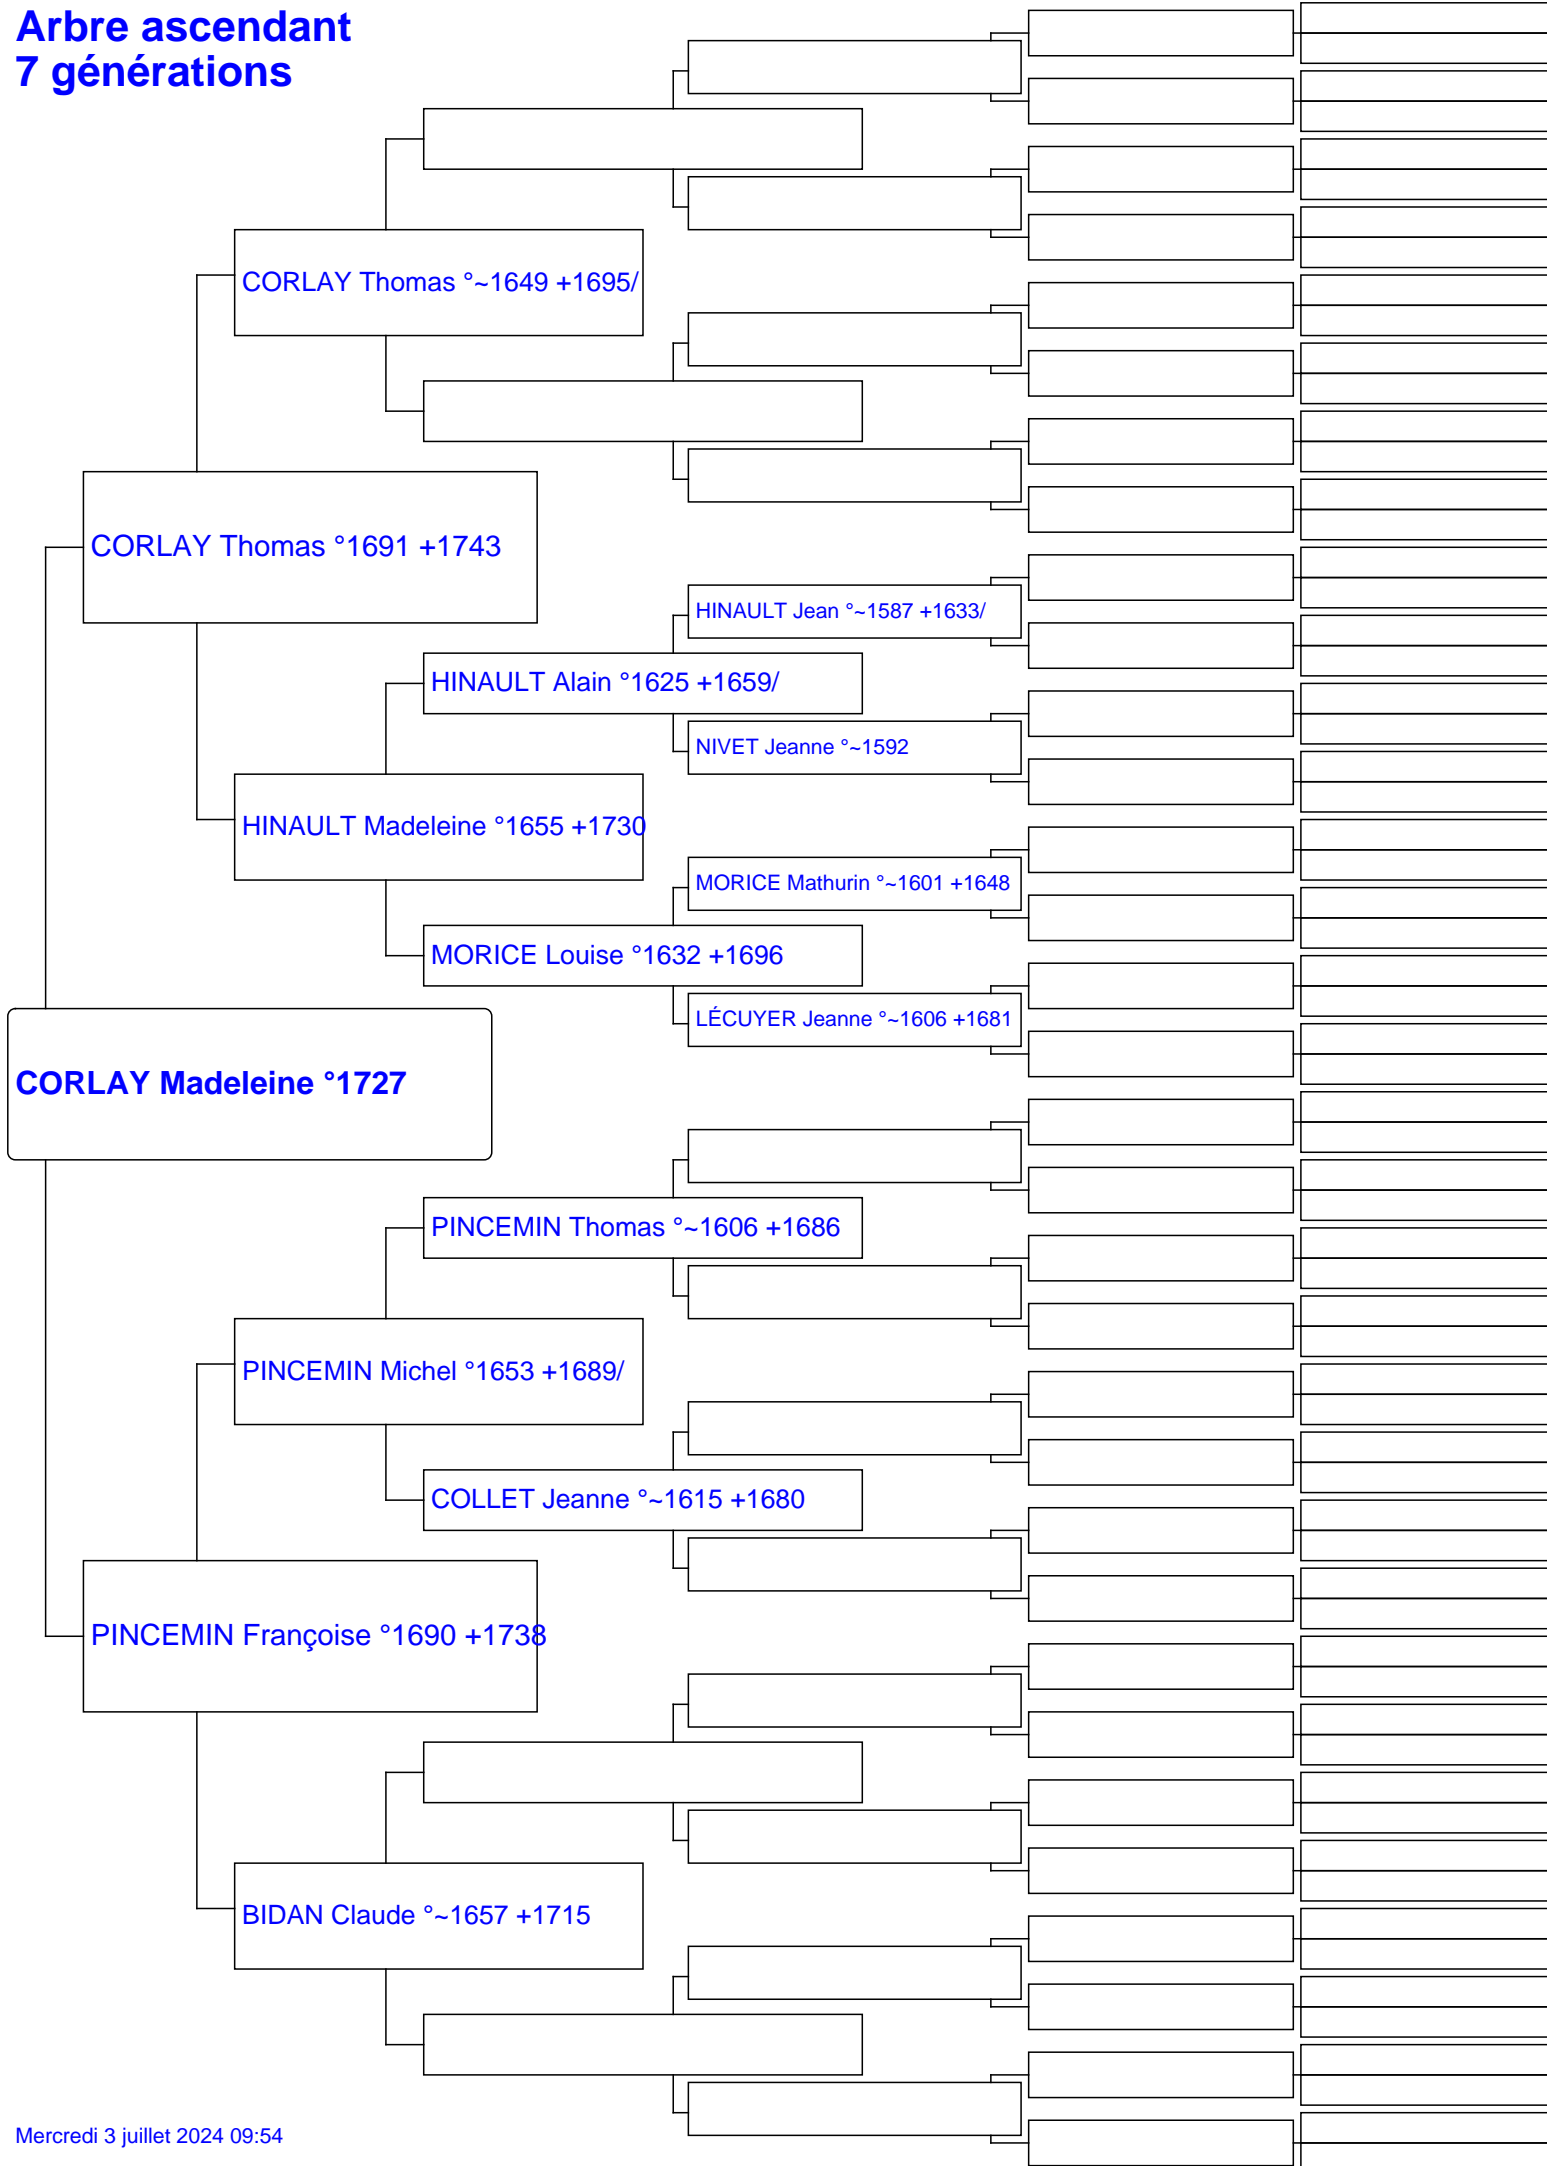 Arbre ascendant
7 générations
CORLAY Thomas °~1649 +1695/
CORLAY Thomas °1691 +1743
HINAULT Jean °~1587 +1633/
HINAULT Alain °1625 +1659/
NIVET Jeanne °~1592
HINAULT Madeleine °1655 +1730
MORICE Mathurin °~1601 +1648
MORICE Louise °1632 +1696
LÉCUYER Jeanne °~1606 +1681
CORLAY Madeleine °1727
PINCEMIN Thomas °~1606 +1686
PINCEMIN Michel °1653 +1689/
COLLET Jeanne °~1615 +1680
PINCEMIN Françoise °1690 +1738
BIDAN Claude °~1657 +1715
Mercredi 3 juillet 2024 09:54